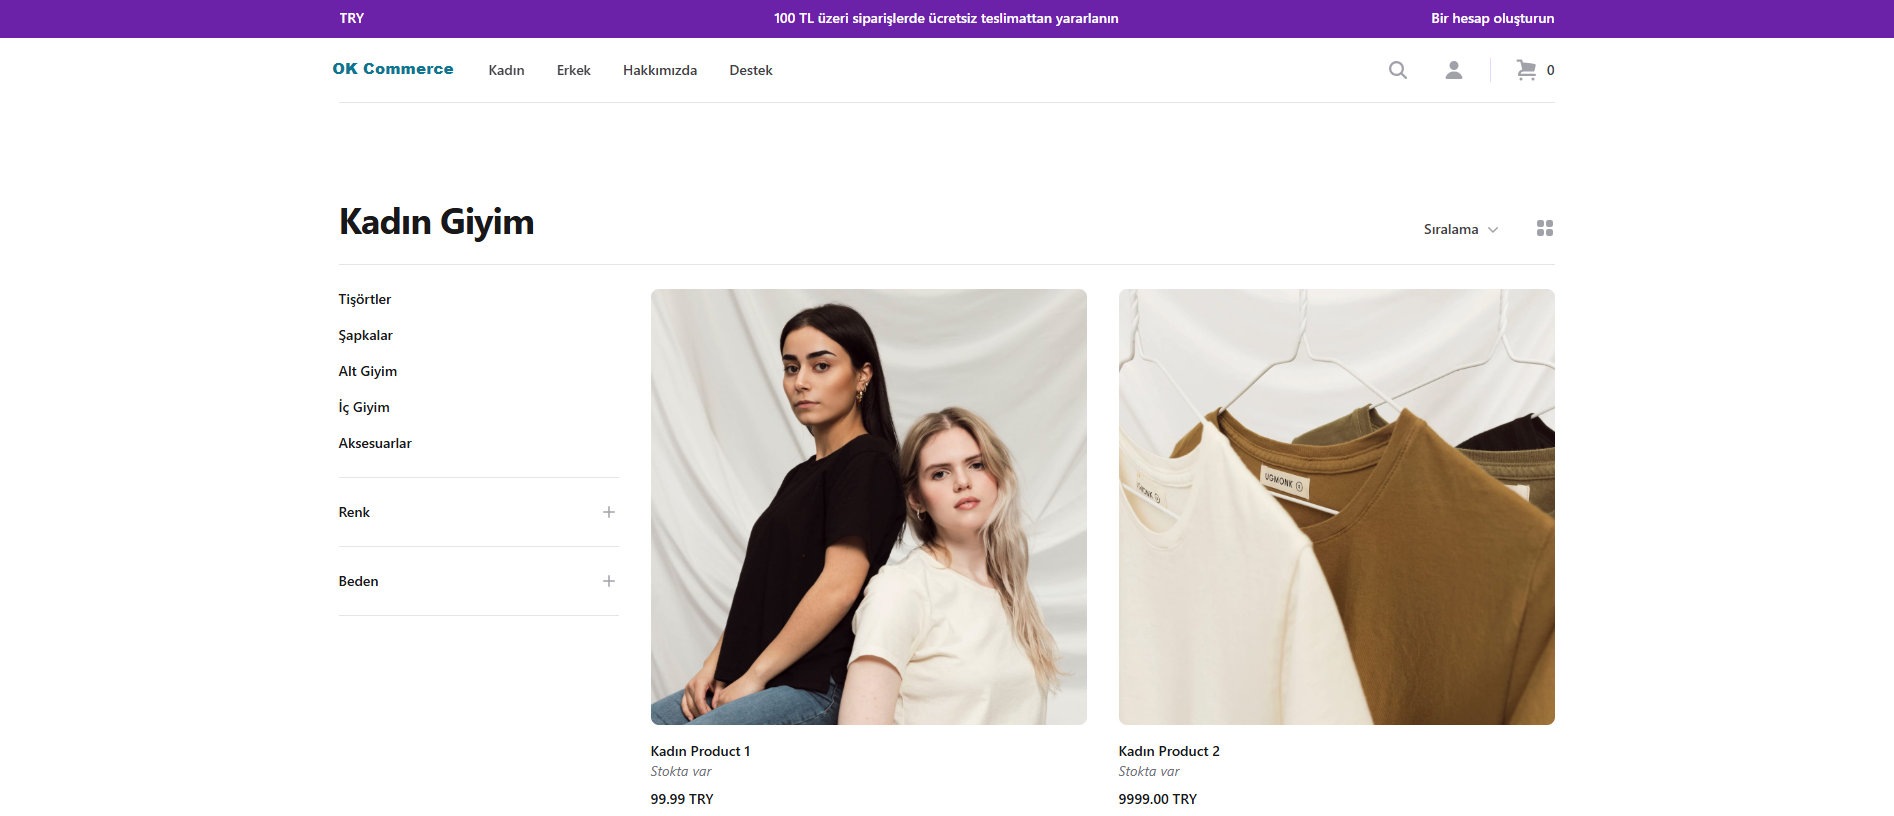 TRY
100 TL üzeri siparişlerde ücretsiz teslimattan yararlanın
Bir hesap oluşturun
OK Commerce
Kadın
Erkek
Hakkımızda
Destek
0
Kadın Giyim
Sıralama
Tişörtler
Şapkalar
Alt Giyim
İç Giyim
Aksesuarlar
Renk
Beden
UGMONK
Kadın Product 1
Stokta var
99.99 TRY
Kadın Product 2
Stokta var
9999.00 TRY